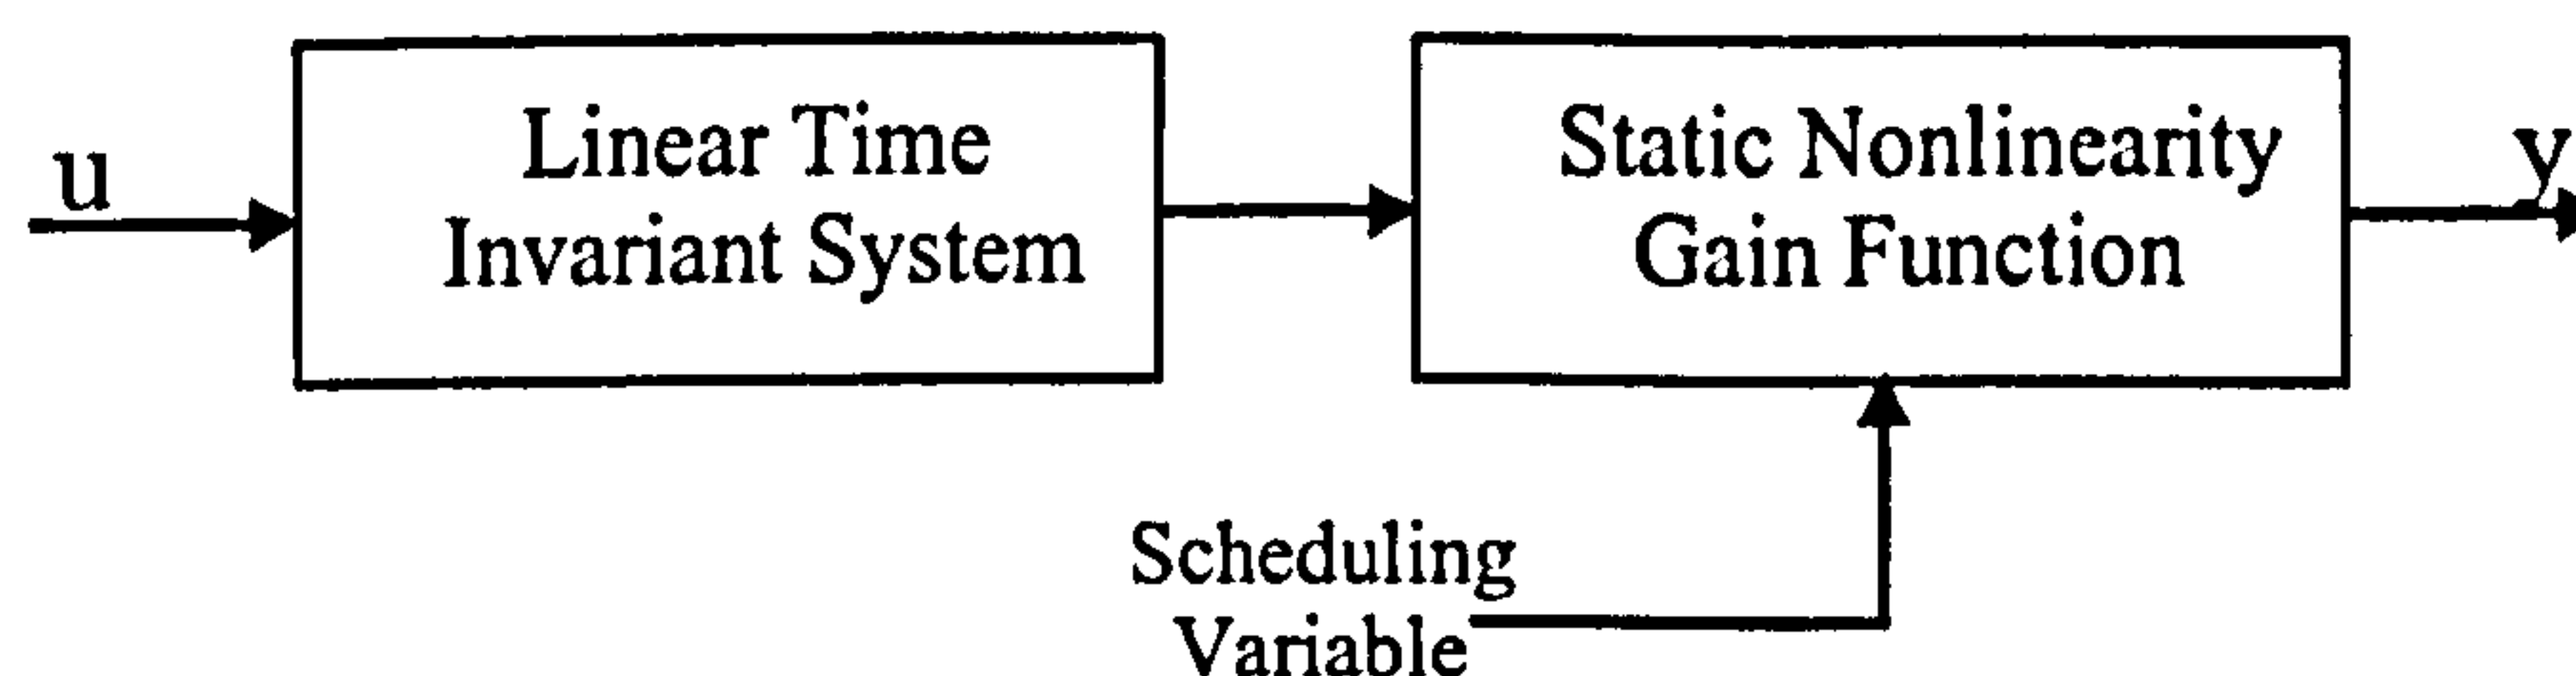 u
Linear Time
Invariant System
Static Nonlinearity
Gain Function
y
Scheduling
Variable